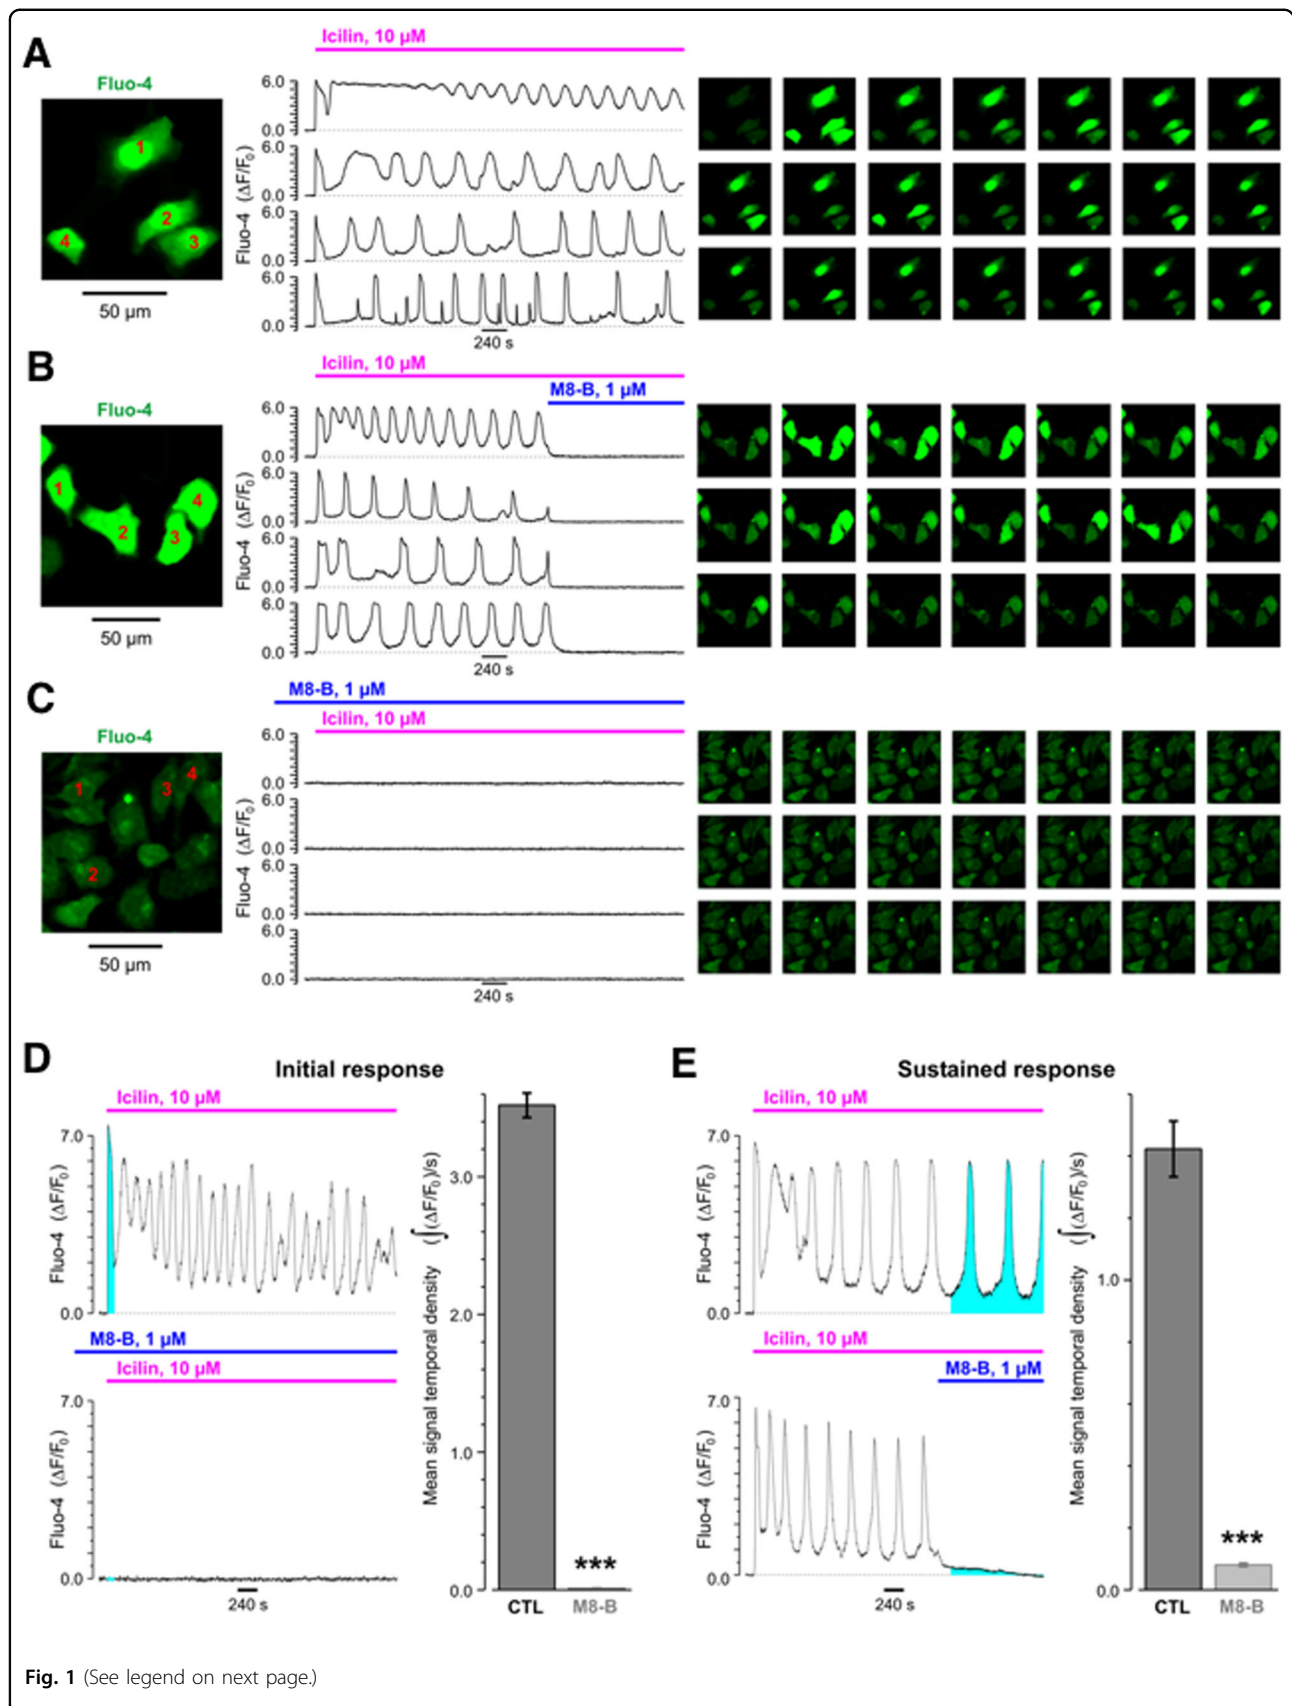 A
Icilin, 10 µM
Fluo-4
1
2
3
4
50 µm
Fluo-4 (ΔF/F0)
6.0
0.0
6.0
0.0
6.0
0.0
6.0
0.0
240 s
B
Icilin, 10 µM
M8-B, 1 µM
Fluo-4
1
2
3
4
50 µm
Fluo-4 (ΔF/F0)
6.0
0.0
6.0
0.0
6.0
0.0
6.0
0.0
240 s
C
M8-B, 1 µM
Icilin, 10 µM
Fluo-4
1
2
3
4
50 µm
Fluo-4 (ΔF/F0)
6.0
0.0
6.0
0.0
6.0
0.0
6.0
0.0
240 s
D
Initial response
Icilin, 10 µM
7.0
Fluo-4 (ΔF/F0)
0.0
M8-B, 1 µM
Icilin, 10 µM
7.0
Fluo-4 (ΔF/F0)
0.0
240 s
Mean signal temporal density (∫(ΔF/F0)/s)
3.0
2.0
1.0
0.0
***
CTL
M8-B
E
Sustained response
Icilin, 10 µM
7.0
Fluo-4 (ΔF/F0)
0.0
Icilin, 10 µM
M8-B, 1 µM
7.0
Fluo-4 (ΔF/F0)
0.0
240 s
Mean signal temporal density (∫(ΔF/F0)/s)
1.0
0.0
***
CTL
M8-B
Fig. 1 (See legend on next page.)